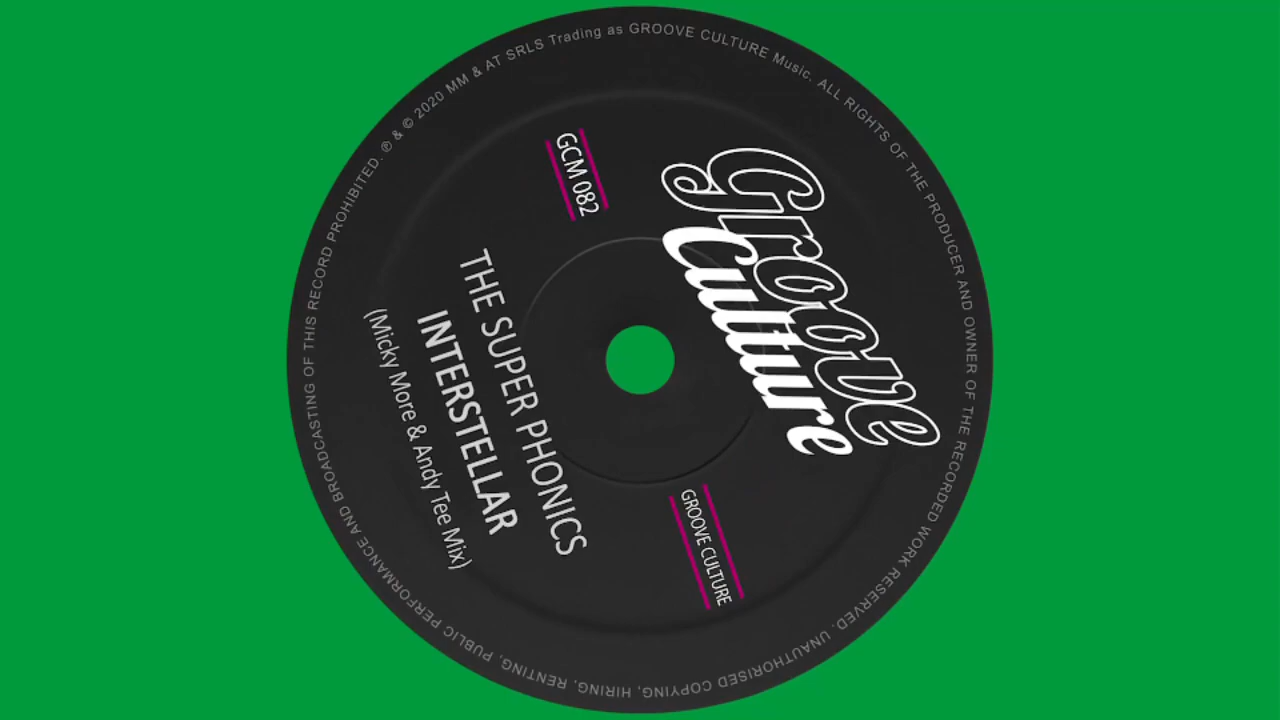 Groove
Culture
GCM 082
GROOVE CULTURE
THE SUPER PHONICS
INTERSTELLAR
(Micky More & Andy Tee Mix)
℗ & © 2020 MM & AT SRLS Trading as GROOVE CULTURE Music. ALL RIGHTS OF THE PRODUCER AND OWNER OF THE RECORDED WORK RESERVED. UNAUTHORISED COPYING, HIRING, RENTING, PUBLIC PERFORMANCE AND BROADCASTING OF THIS RECORD PROHIBITED.